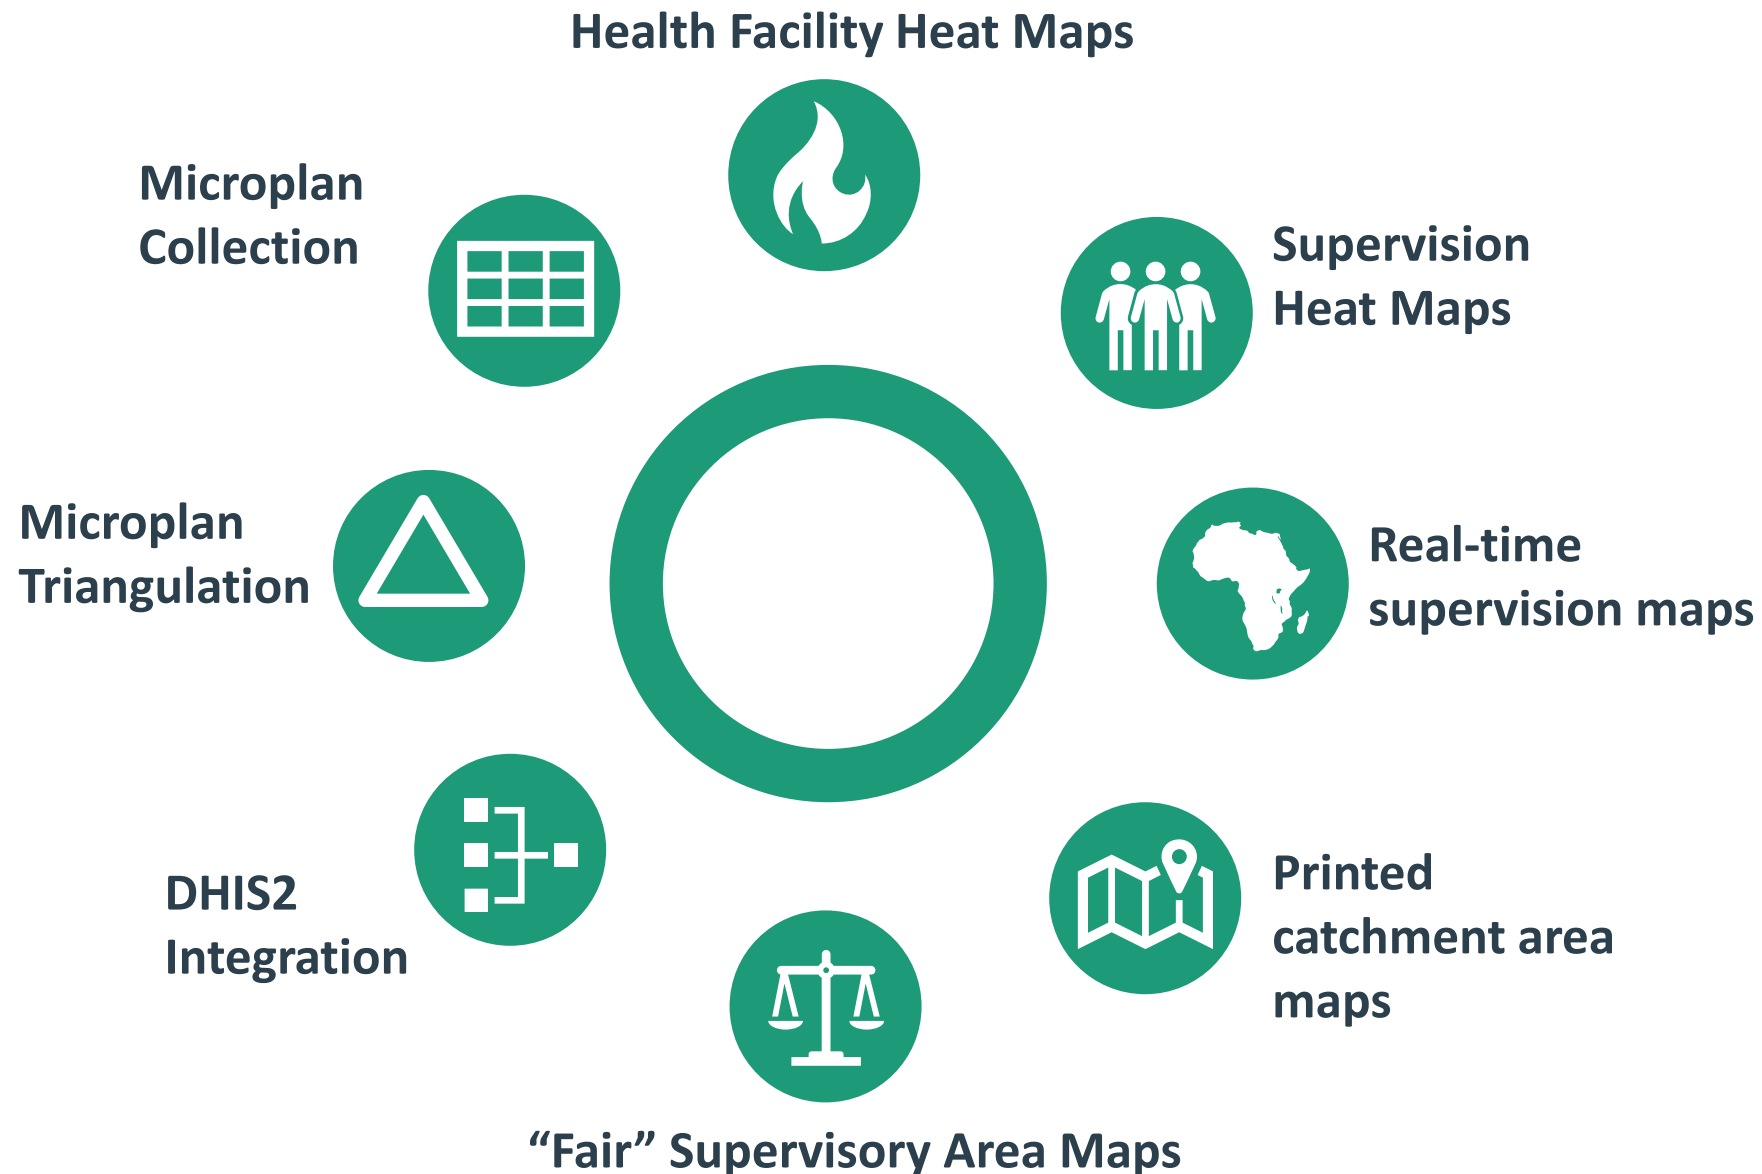 Health Facility Heat Maps
Microplan
Collection
Supervision
Heat Maps
Microplan
Triangulation
Real-time
supervision maps
DHIS2
Integration
Printed
catchment area
maps
“Fair” Supervisory Area Maps